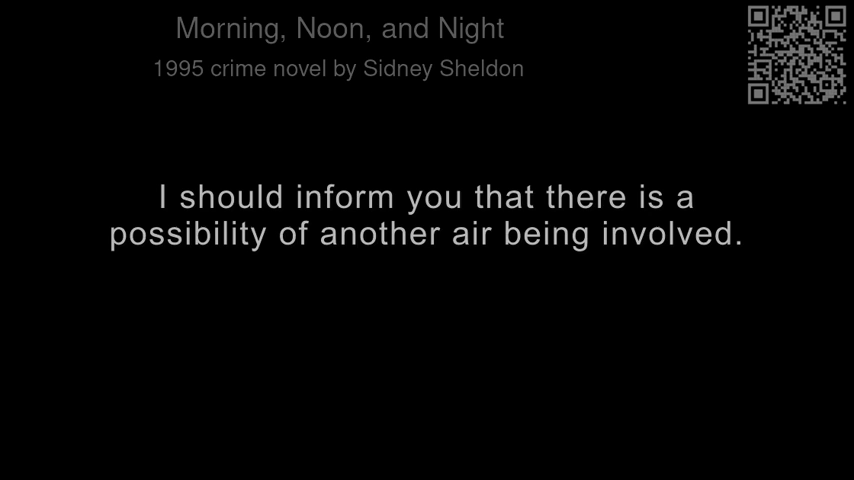 Morning, Noon, and Night
1995 crime novel by Sidney Sheldon
I should inform you that there is a
possibility of another air being involved.